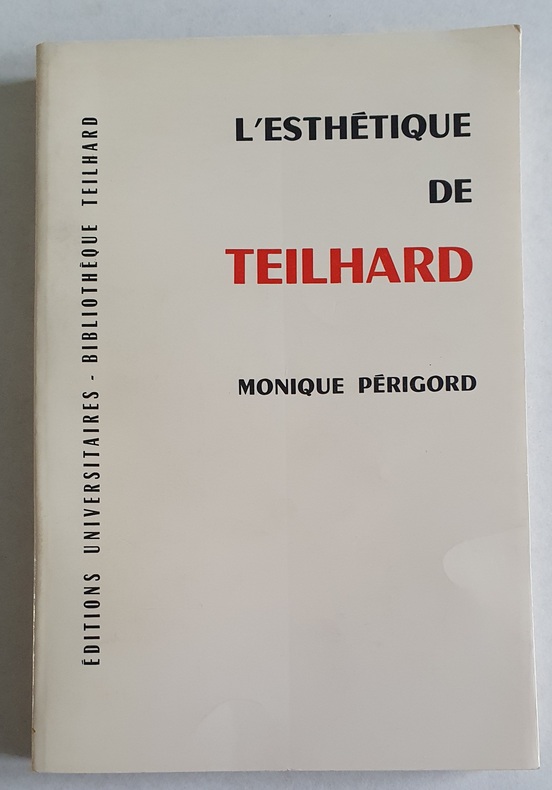 L'ESTHÉTIQUE
DE
TEILHARD
MONIQUE PÉRIGORD
ÉDITIONS UNIVERSITAIRES - BIBLIOTHÈQUE TEILHARD